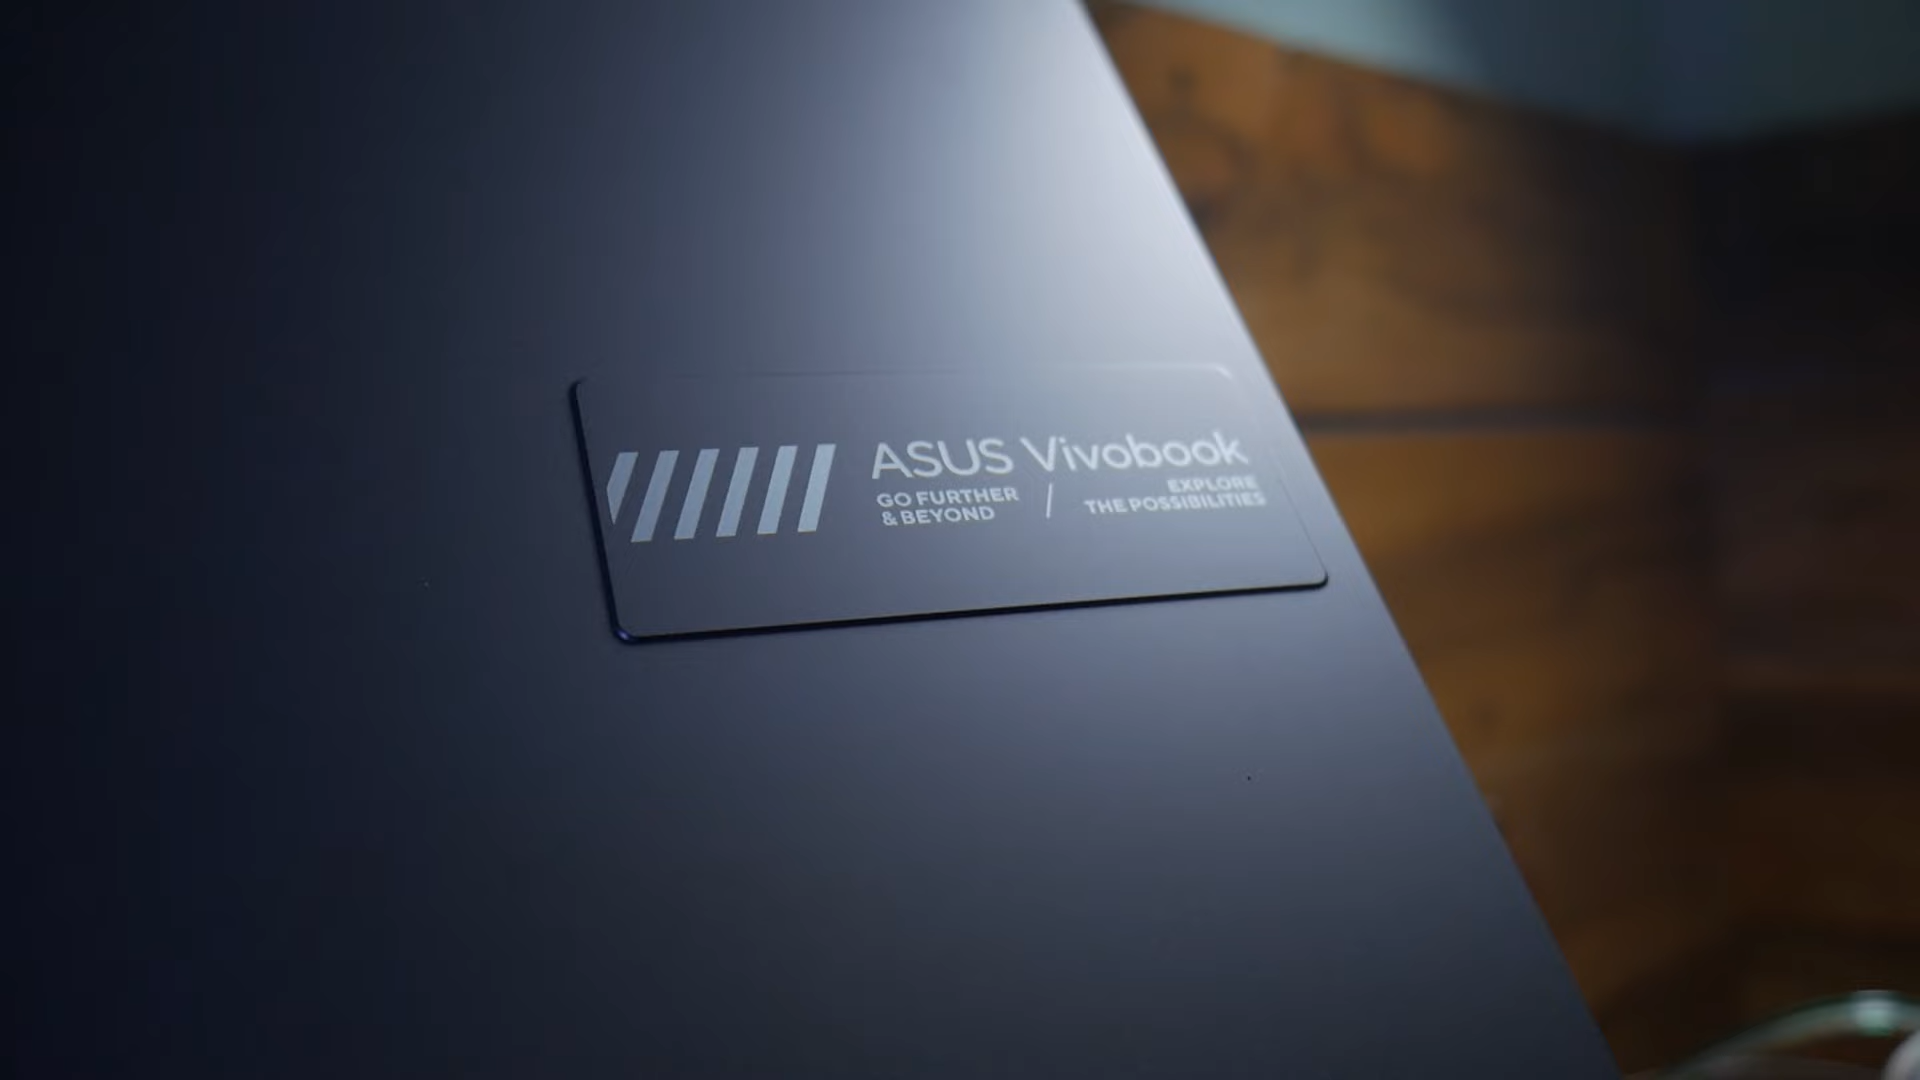 ASUS Vivobook
GO FURTHER
& BEYOND
/
EXPLORE
THE POSSIBILITIES